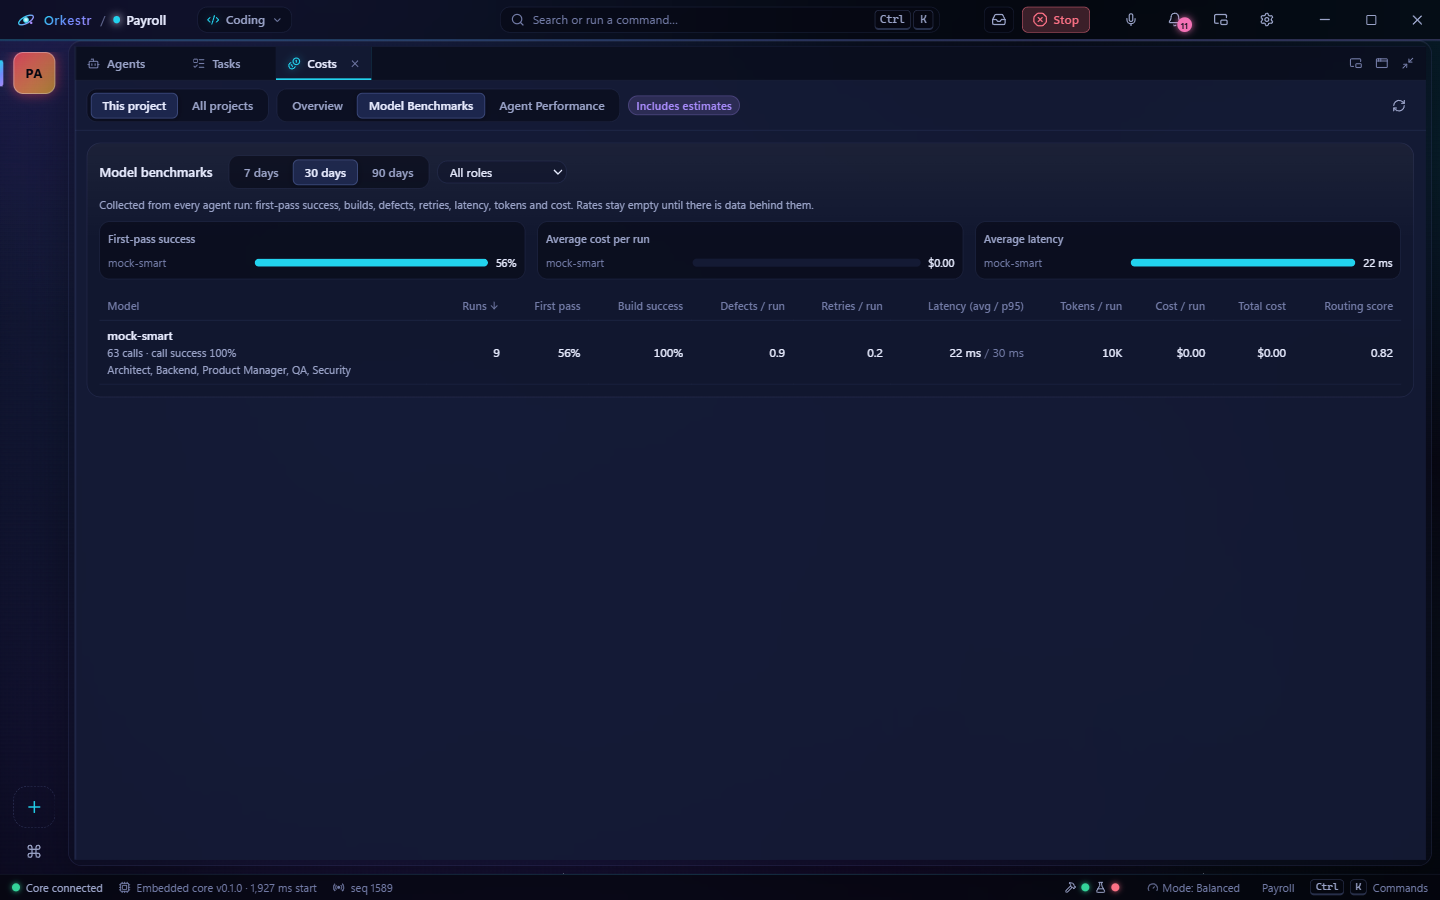 Orkestr / Payroll
Coding
Search or run a command...
Ctrl K
Stop
11
PA
Agents
Tasks
Costs
This project
All projects
Overview
Model Benchmarks
Agent Performance
Includes estimates
Model benchmarks
7 days
30 days
90 days
All roles
Collected from every agent run: first-pass success, builds, defects, retries, latency, tokens and cost. Rates stay empty until there is data behind them.
First-pass success
mock-smart 56%
Average cost per run
mock-smart $0.00
Average latency
mock-smart 22 ms
Model Runs ↓ First pass Build success Defects / run Retries / run Latency (avg / p95) Tokens / run Cost / run Total cost Routing score
mock-smart
63 calls · call success 100%
Architect, Backend, Product Manager, QA, Security
9 56% 100% 0.9 0.2 22 ms / 30 ms 10K $0.00 $0.00 0.82
Core connected
Embedded core v0.1.0 · 1,927 ms start
seq 1589
Mode: Balanced
Payroll
Ctrl K Commands